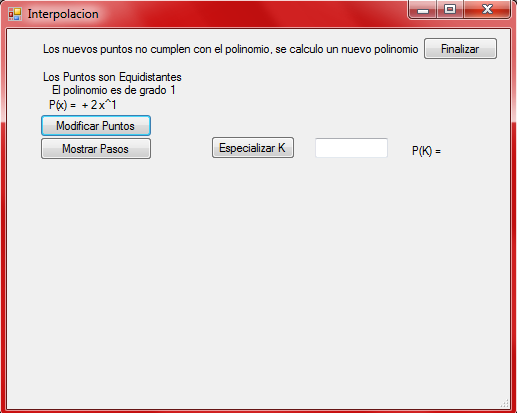 Interpolacion
Los nuevos puntos no cumplen con el polinomio, se calculo un nuevo polinomio
Finalizar
Los Puntos son Equidistantes
El polinomio es de grado 1
P(x) = + 2 x^1
Modificar Puntos
Mostrar Pasos
Especializar K
P(K) =